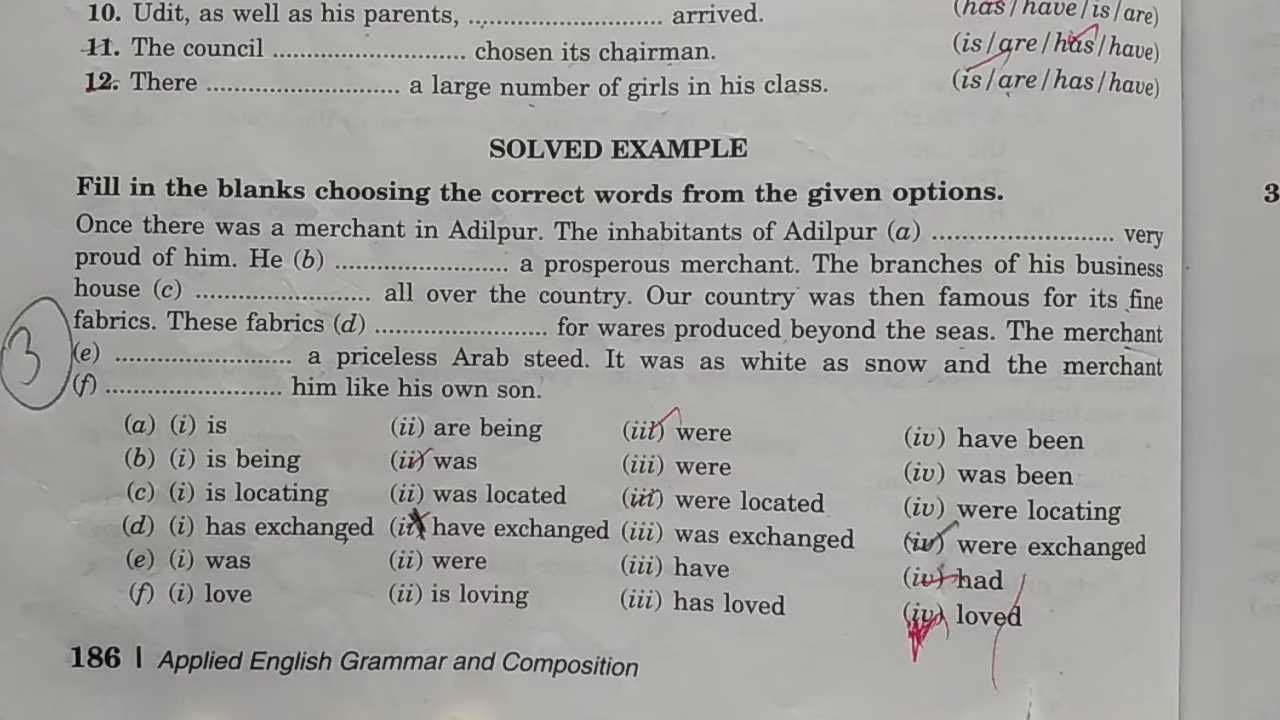 10. Udit, as well as his parents, ........................... arrived. (has/have/is/are)
11. The council ........................... chosen its chairman. (is/are/has/have)
12. There ........................... a large number of girls in his class. (is/are/has/have)
SOLVED EXAMPLE
Fill in the blanks choosing the correct words from the given options. 3
Once there was a merchant in Adilpur. The inhabitants of Adilpur (a) .......................... very
proud of him. He (b) ......................... a prosperous merchant. The branches of his business
house (c) ......................... all over the country. Our country was then famous for its fine
fabrics. These fabrics (d) ......................... for wares produced beyond the seas. The merchant
3 (e) ......................... a priceless Arab steed. It was as white as snow and the merchant
(f) ......................... him like his own son.
(a) (i) is (ii) are being (iii) were (iv) have been
(b) (i) is being (ii) was (iii) were (iv) was been
(c) (i) is locating (ii) was located (iii) were located (iv) were locating
(d) (i) has exchanged (ii) have exchanged (iii) was exchanged (iv) were exchanged
(e) (i) was (ii) were (iii) have (iv) had
(f) (i) love (ii) is loving (iii) has loved (iv) loved
186 | Applied English Grammar and Composition